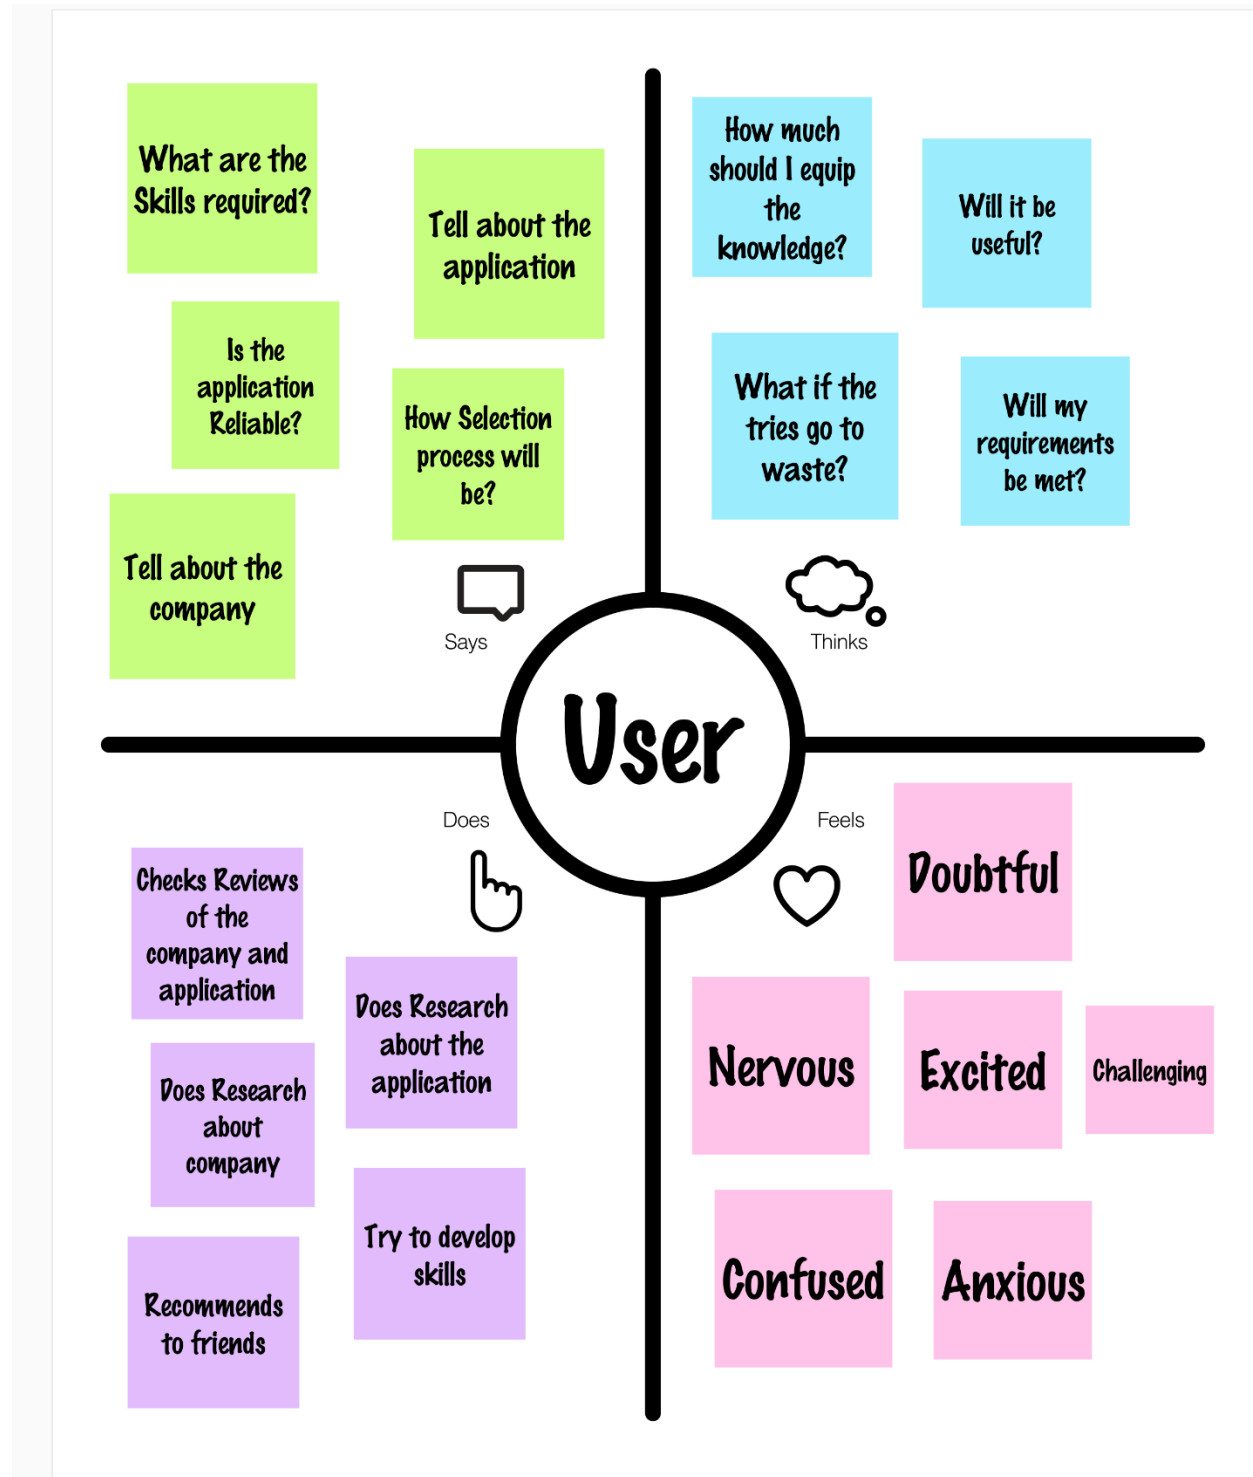 What are the
Skills required?
Tell about the
application
Is the
application
Reliable?
How Selection
process will
be?
Tell about the
company
Says
How much
should I equip
the
knowledge?
Will it be
useful?
What if the
tries go to
waste?
Will my
requirements
be met?
Thinks
User
Does
Checks Reviews
of the
company and
application
Does Research
about the
application
Does Research
about
company
Try to develop
skills
Recommends
to friends
Feels
Doubtful
Nervous
Excited
Challenging
Confused
Anxious